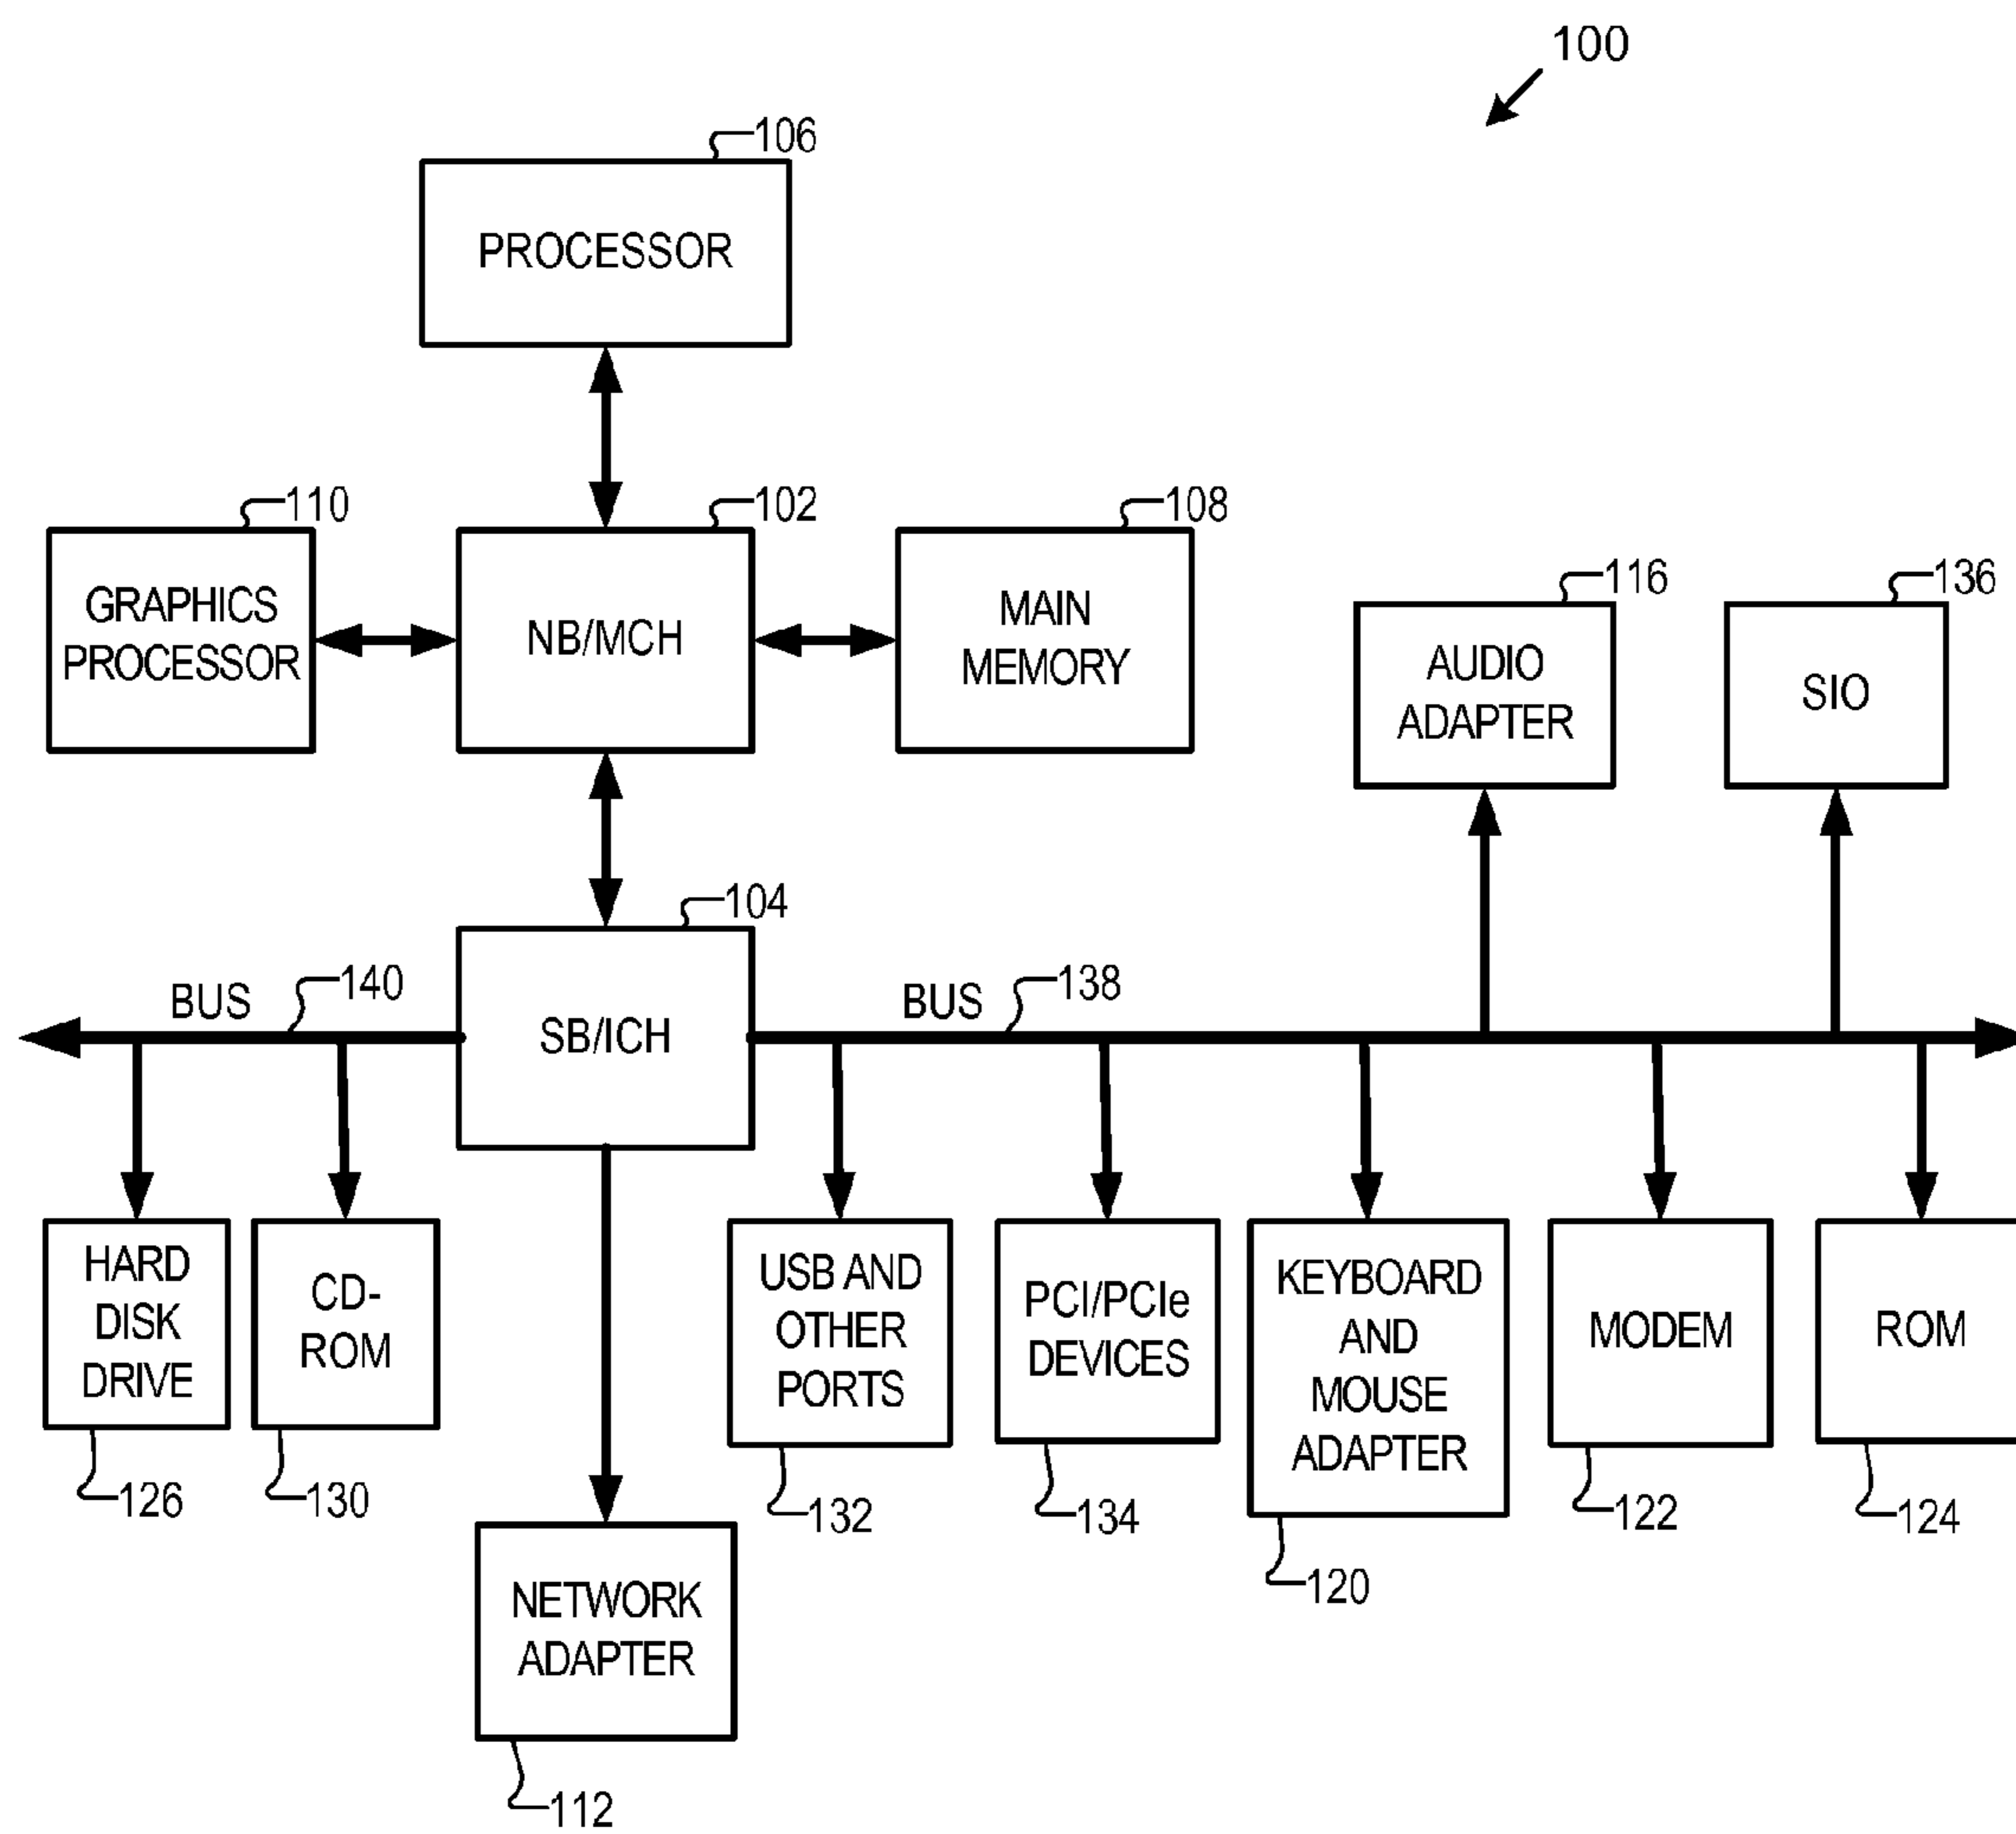 100
106
PROCESSOR
110
102
108
GRAPHICS
PROCESSOR
NB/MCH
MAIN
MEMORY
116
136
AUDIO
ADAPTER
SIO
104
BUS
140
SB/ICH
BUS
138
HARD
DISK
DRIVE
CD-
ROM
USB AND
OTHER
PORTS
PCI/PCIe
DEVICES
KEYBOARD
AND
MOUSE
ADAPTER
MODEM
ROM
126
130
132
134
120
122
124
NETWORK
ADAPTER
112